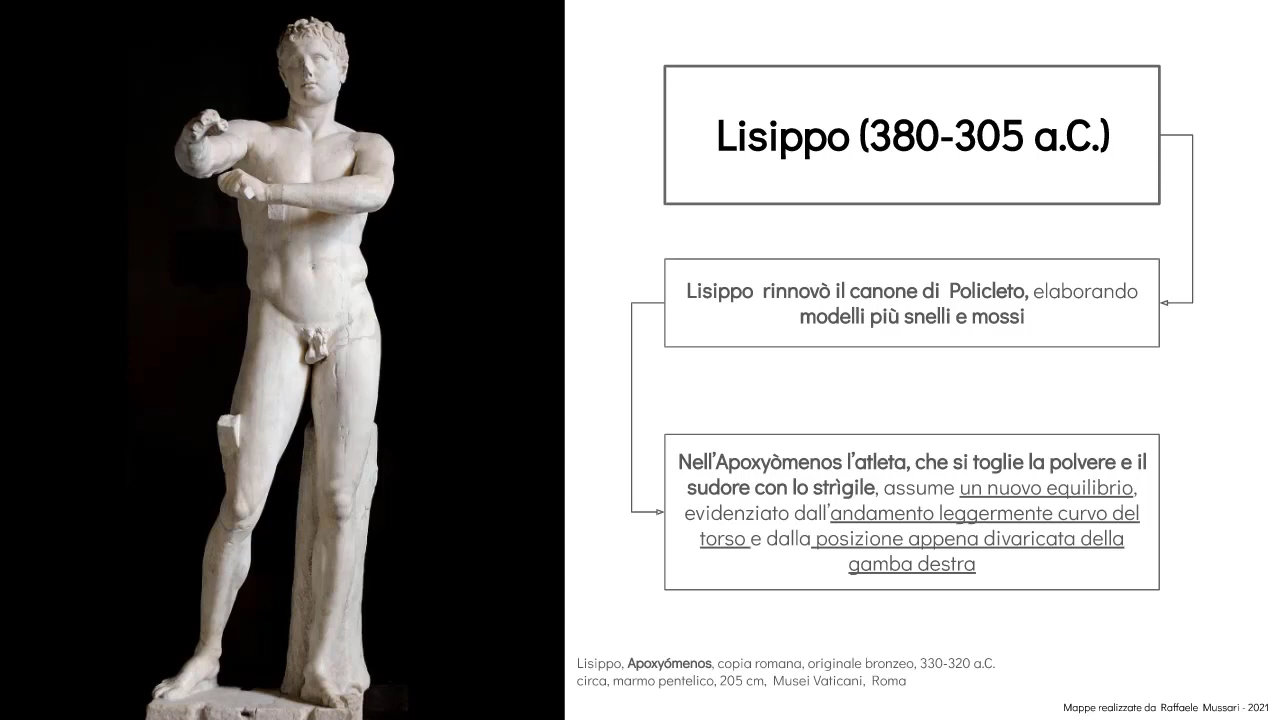 Lisippo (380-305 a.C.)
Lisippo rinnovò il canone di Policleto, elaborando
modelli più snelli e mossi
Nell'Apoxyòmenos l'atleta, che si toglie la polvere e il
sudore con lo strìgile, assume un nuovo equilibrio,
evidenziato dall'andamento leggermente curvo del
torso e dalla posizione appena divaricata della
gamba destra
Lisippo, Apoxyómenos, copia romana, originale bronzeo, 330-320 a.C.
circa, marmo pentelico, 205 cm, Musei Vaticani, Roma
Mappe realizzate da Raffaele Mussari - 2021